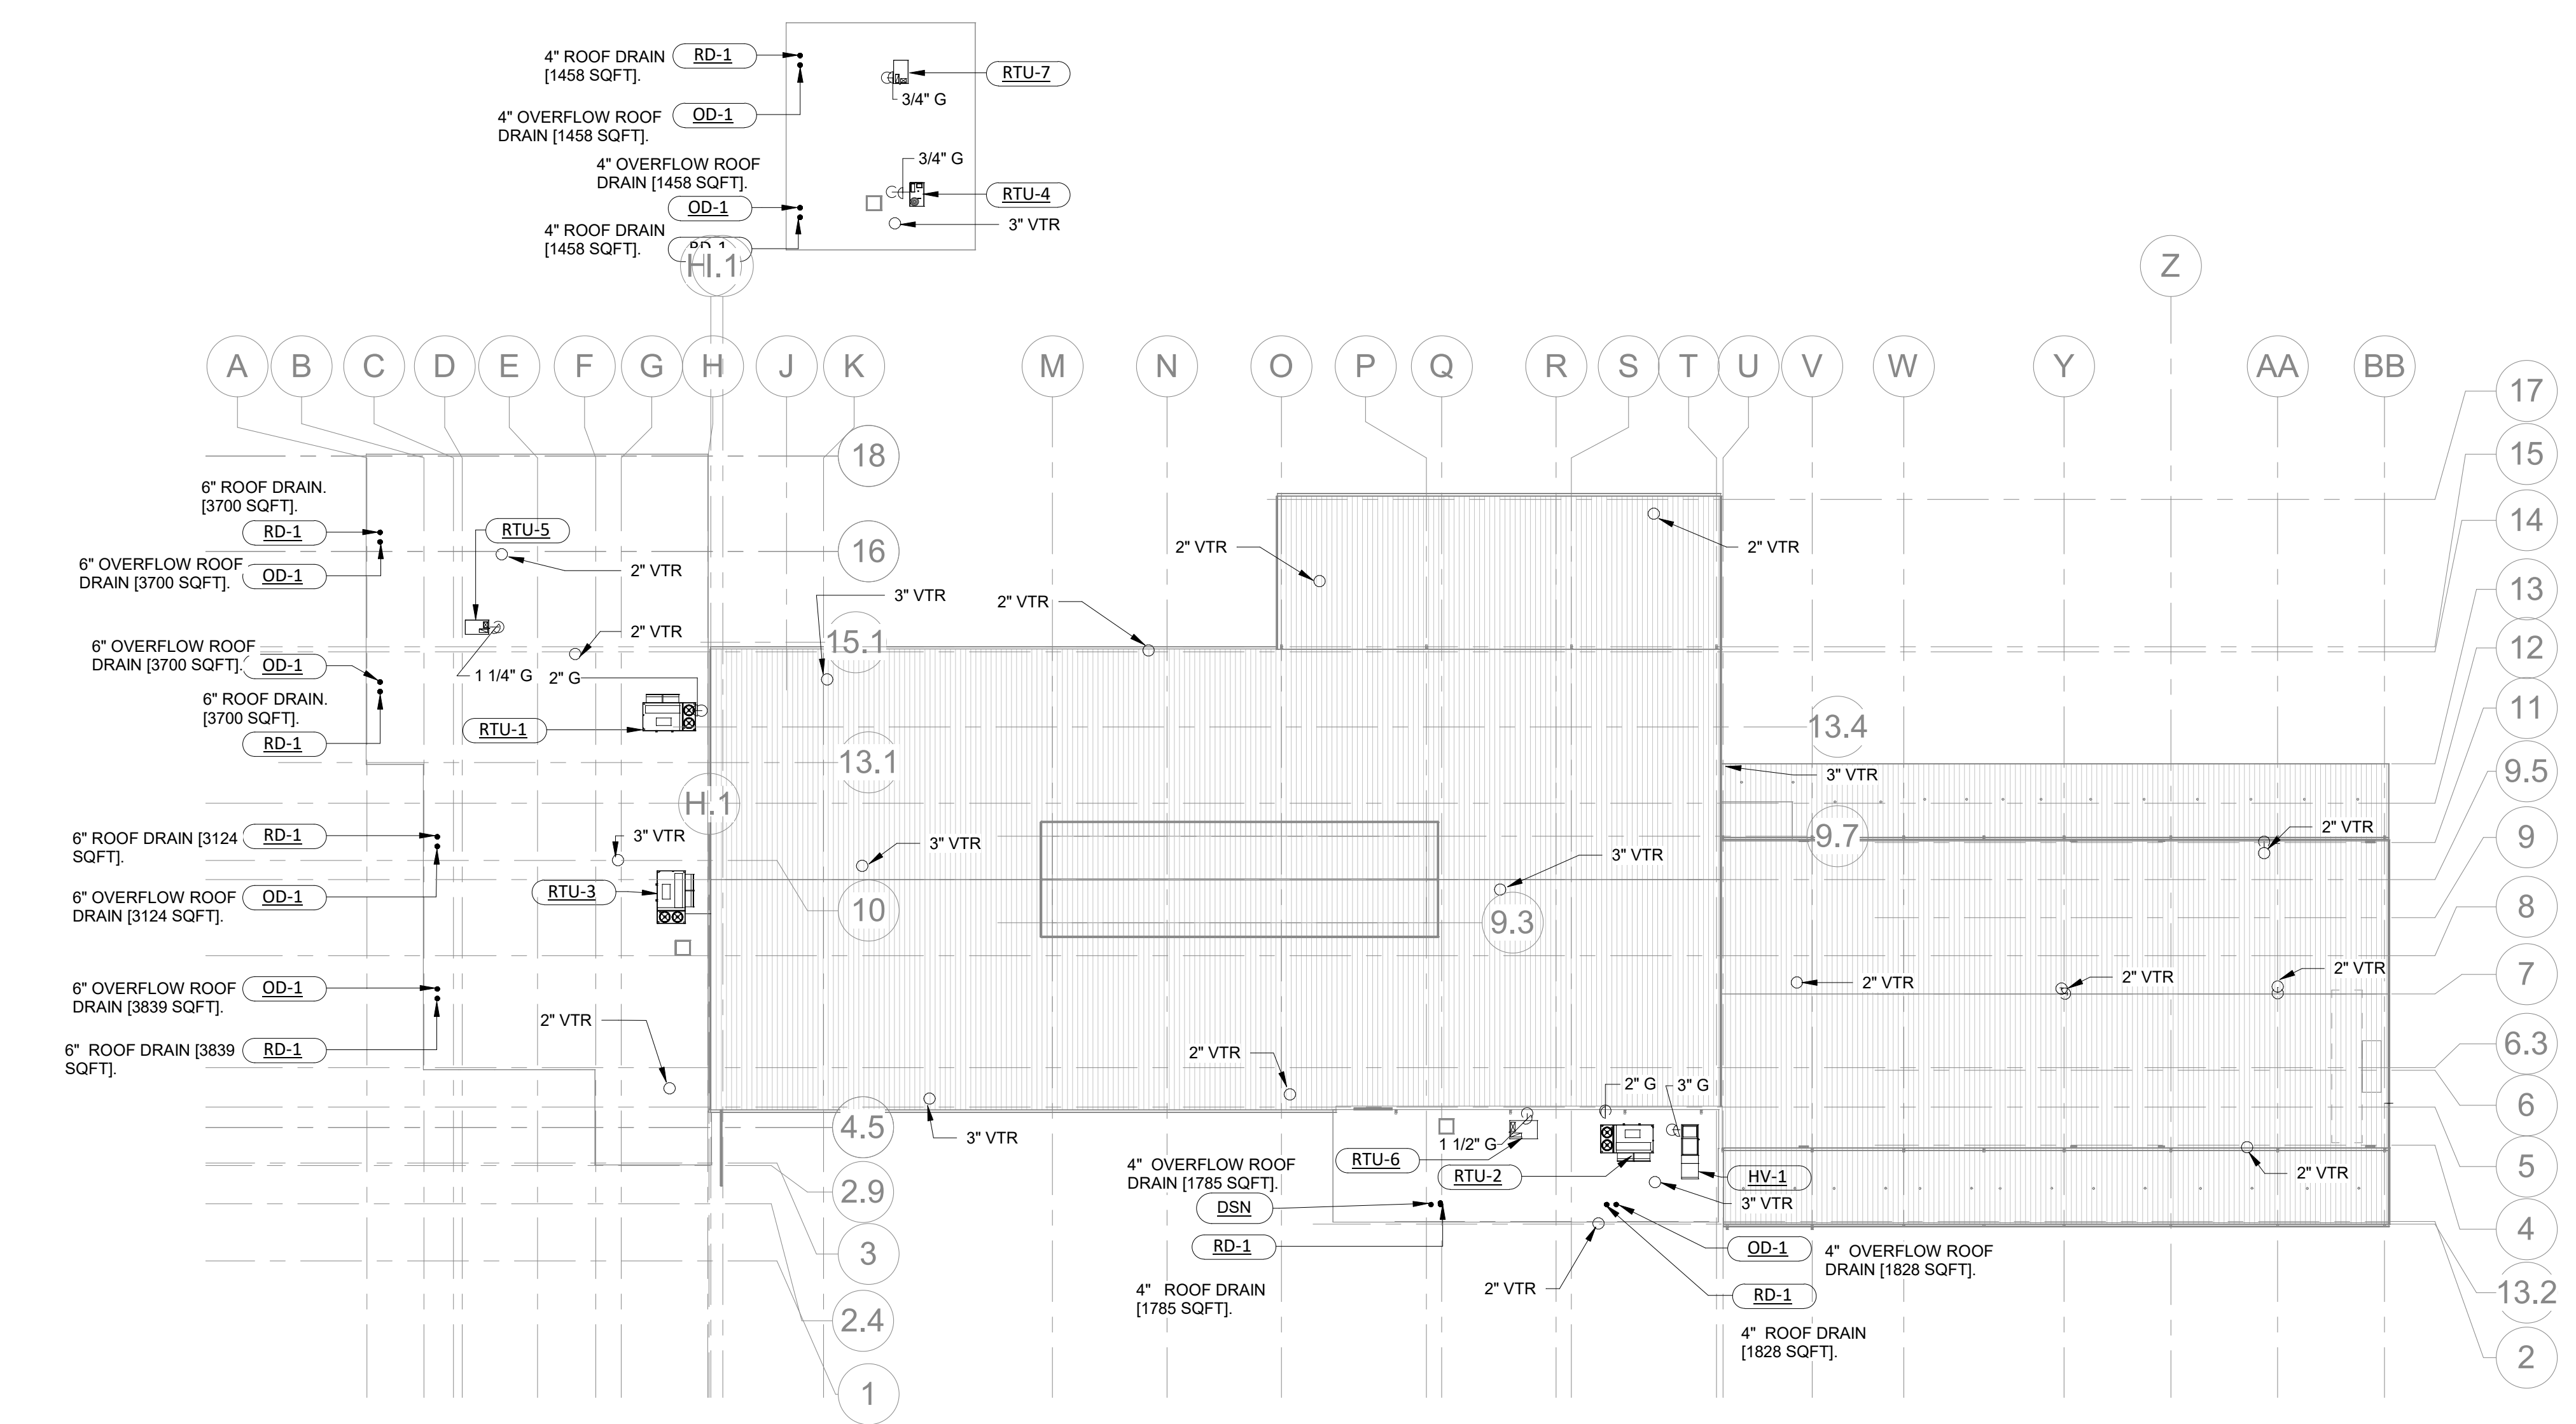 4" ROOF DRAIN
[1458 SQFT].
RD-1
RTU-7
3/4" G
4" OVERFLOW ROOF
DRAIN [1458 SQFT].
OD-1
4" OVERFLOW ROOF
DRAIN [1458 SQFT].
3/4" G
RTU-4
OD-1
3" VTR
4" ROOF DRAIN
[1458 SQFT].
RD-1
H.1
Z
A
B
C
D
E
F
G
H
J
K
M
N
O
P
Q
R
S
T
U
V
W
Y
AA
BB
17
18
15
6" ROOF DRAIN.
[3700 SQFT].
RD-1
RTU-5
16
14
2" VTR
2" VTR
2" VTR
6" OVERFLOW ROOF
DRAIN [3700 SQFT].
OD-1
3" VTR
2" VTR
13
2" VTR
15.1
12
6" OVERFLOW ROOF
DRAIN [3700 SQFT].
OD-1
1 1/4" G
2" G
6" ROOF DRAIN.
[3700 SQFT].
RD-1
RTU-1
13.4
11
13.1
3" VTR
9.5
H.1
6" ROOF DRAIN [3124
SQFT].
RD-1
3" VTR
3" VTR
3" VTR
9.7
2" VTR
9
6" OVERFLOW ROOF
DRAIN [3124 SQFT].
OD-1
RTU-3
10
9.3
8
6" OVERFLOW ROOF
DRAIN [3839 SQFT].
OD-1
2" VTR
2" VTR
2" VTR
7
2" VTR
6" ROOF DRAIN [3839
SQFT].
RD-1
2" VTR
6.3
2" G
3" G
6
4.5
3" VTR
1 1/2" G
RTU-6
4" OVERFLOW ROOF
DRAIN [1785 SQFT].
RTU-2
HV-1
2" VTR
5
2.9
DSN
3" VTR
4
RD-1
OD-1
4" OVERFLOW ROOF
DRAIN [1828 SQFT].
3
4" ROOF DRAIN
[1785 SQFT].
2" VTR
RD-1
13.2
2.4
4" ROOF DRAIN
[1828 SQFT].
2
1